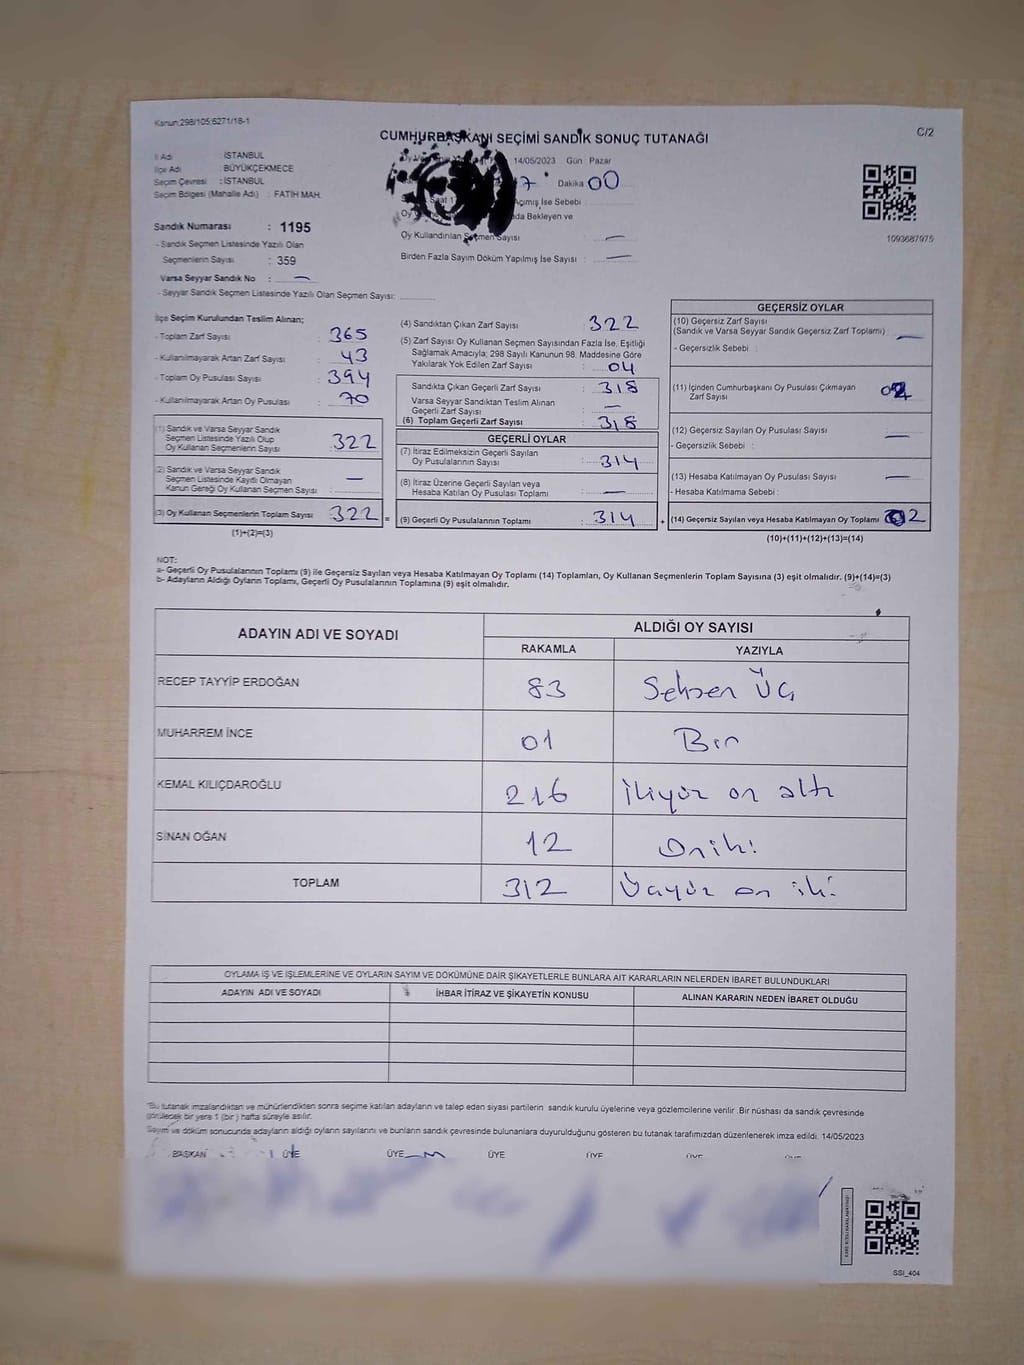 Kanun:298/105:6271/18-1
C/2
CUMHURBAŞKANI SEÇİMİ SANDIK SONUÇ TUTANAĞI
İl Adı : İSTANBUL
İlçe Adı : BÜYÜKÇEKMECE
Seçim Çevresi : İSTANBUL
Seçim Bölgesi (Mahalle Adı) : FATİH MAH.
14/05/2023 Gün Pazar
7 Dakika 00
Açımış.İse Sebebi
da Bekleyen ve
Oy Kullandırılan Seçmen Sayısı —
Birden Fazla Sayım Döküm Yapılmış İse Sayısı : —
1093687975
Sandık Numarası : 1195
- Sandık Seçmen Listesinde Yazılı Olan
Seçmenlerin Sayısı : 359
Varsa Seyyar Sandık No : —
- Seyyar Sandık Seçmen Listesinde Yazılı Olan Seçmen Sayısı:
İlçe Seçim Kurulundan Teslim Alınan;
- Toplam Zarf Sayısı : 365
- Kullanılmayarak Artan Zarf Sayısı : 43
- Toplam Oy Pusulası Sayısı : 394
- Kullanılmayarak Artan Oy Pusulası : 70
(1) Sandık ve Varsa Seyyar Sandık
Seçmen Listesinde Yazılı Olup
Oy Kullanan Seçmenlerin Sayısı : 322
(2) Sandık ve Varsa Seyyar Sandık
Seçmen Listesinde Kayıtlı Olmayan
Kanun Gereği Oy Kullanan Seçmen Sayısı : —
(3) Oy Kullanan Seçmenlerin Toplam Sayısı : 322 =
(1)+(2)=(3)
(4) Sandıktan Çıkan Zarf Sayısı : 322
(5) Zarf Sayısı Oy Kullanan Seçmen Sayısından Fazla İse, Eşitliği
Sağlamak Amacıyla; 298 Sayılı Kanunun 98. Maddesine Göre
Yakılarak Yok Edilen Zarf Sayısı : 04
Sandıkta Çıkan Geçerli Zarf Sayısı : 318
Varsa Seyyar Sandıktan Teslim Alınan
Geçerli Zarf Sayısı : —
(6) Toplam Geçerli Zarf Sayısı : 318
GEÇERLİ OYLAR
(7) İtiraz Edilmeksizin Geçerli Sayılan
Oy Pusulalarının Sayısı : 314
(8) İtiraz Üzerine Geçerli Sayılan veya
Hesaba Katılan Oy Pusulası Toplamı : —
(9) Geçerli Oy Pusulalarının Toplamı : 314 +
GEÇERSİZ OYLAR
(10) Geçersiz Zarf Sayısı
(Sandık ve Varsa Seyyar Sandık Geçersiz Zarf Toplamı) : —
- Geçersizlik Sebebi :
(11) İçinden Cumhurbaşkanı Oy Pusulası Çıkmayan
Zarf Sayısı
(12) Geçersiz Sayılan Oy Pusulası Sayısı : —
- Geçersizlik Sebebi :
(13) Hesaba Katılmayan Oy Pusulası Sayısı : —
- Hesaba Katılmama Sebebi :
(14) Geçersiz Sayılan veya Hesaba Katılmayan Oy Toplamı : 2
(10)+(11)+(12)+(13)=(14)
NOT:
a- Geçerli Oy Pusulalarının Toplamı (9) ile Geçersiz Sayılan veya Hesaba Katılmayan Oy Toplamı (14) Toplamları, Oy Kullanan Seçmenlerin Toplam Sayısına (3) eşit olmalıdır. (9)+(14)=(3)
b- Adayların Aldığı Oyların Toplamı, Geçerli Oy Pusulalarının Toplamına (9) eşit olmalıdır.
ADAYIN ADI VE SOYADI
ALDIĞI OY SAYISI
RAKAMLA YAZIYLA
RECEP TAYYİP ERDOĞAN 83 Seksen Üç
MUHARREM İNCE 01 Bir
KEMAL KILIÇDAROĞLU 216 İkiyüz on altı
SİNAN OĞAN 12 Oniki
TOPLAM 312 Üçyüz on iki
OYLAMA İŞ VE İŞLEMLERİNE VE OYLARIN SAYIM VE DÖKÜMÜNE DAİR ŞİKAYETLERLE BUNLARA AİT KARARLARIN NELERDEN İBARET BULUNDUKLARI
ADAYIN ADI VE SOYADI İHBAR İTİRAZ VE ŞİKAYETİN KONUSU ALINAN KARARIN NEDEN İBARET OLDUĞU
*Bu tutanak imzalandıktan ve mühürlendikten sonra seçime katılan adayların ve talep eden siyasi partilerin sandık kurulu üyelerine veya gözlemcilerine verilir .Bir nüshası da sandık çevresinde
görülecek bir yere 1 (bir ) hafta süreyle asılır.
Sayım ve döküm sonucunda adayların aldığı oyların sayılarını ve bunların sandık çevresinde bulunanlara duyurulduğunu gösteren bu tutanak tarafımızdan düzenlenerek imza edildi. 14/05/2023
BAŞKAN ÜYE ÜYE ÜYE ÜYE ÜYE
SSI_404